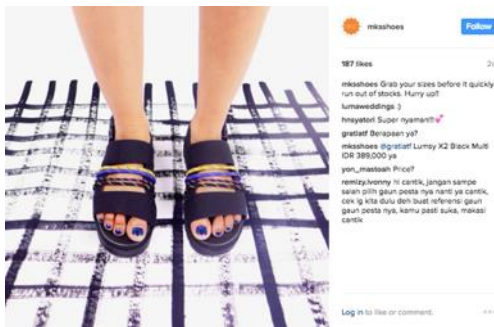 mksshoes
Follow
187 likes
mksshoes Grab your sizes before it quickly
run out of stocks. Hurry up!!
lumaweddings :)
hnsyatori Super nyaman!!💕
gratiatf Berapaan ya?
mksshoes @gratiatf Lumsy X2 Black Multi
IDR 389,000 ya
yon_mastoah Price?
remizy.ivonny hi cantik, jangan sampe
salah pilih gaun pesta nya nanti ya cantik,
cek ig kita dulu deh buat referensi gaun
gaun pesta nya, kamu pasti suka, makasi
cantik
Log in to like or comment.